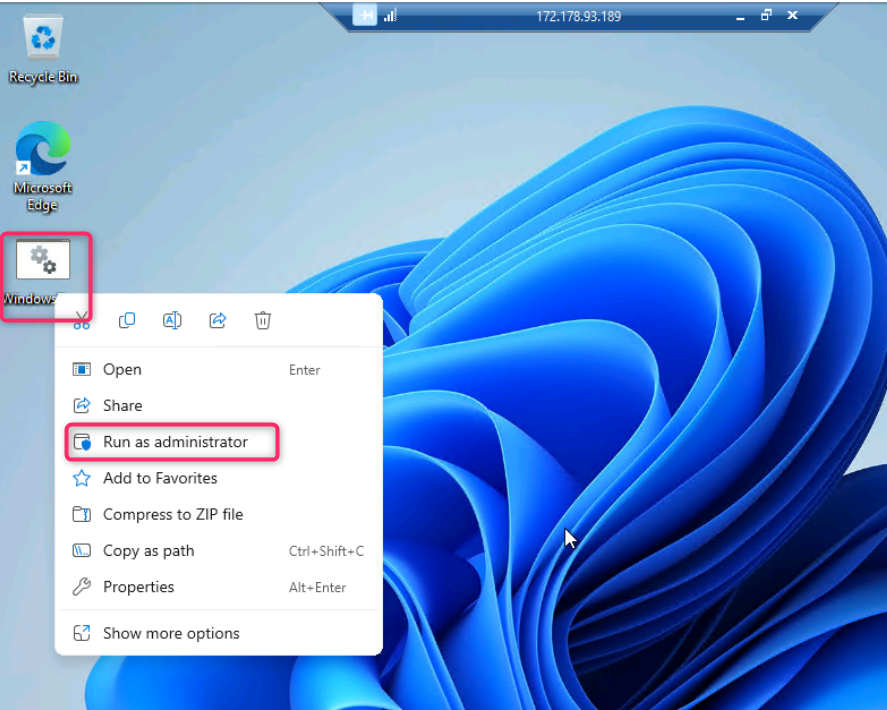 172.178.93.189
Recycle Bin
Microsoft
Edge
Windows
Open Enter
Share
Run as administrator
Add to Favorites
Compress to ZIP file
Copy as path Ctrl+Shift+C
Properties Alt+Enter
Show more options